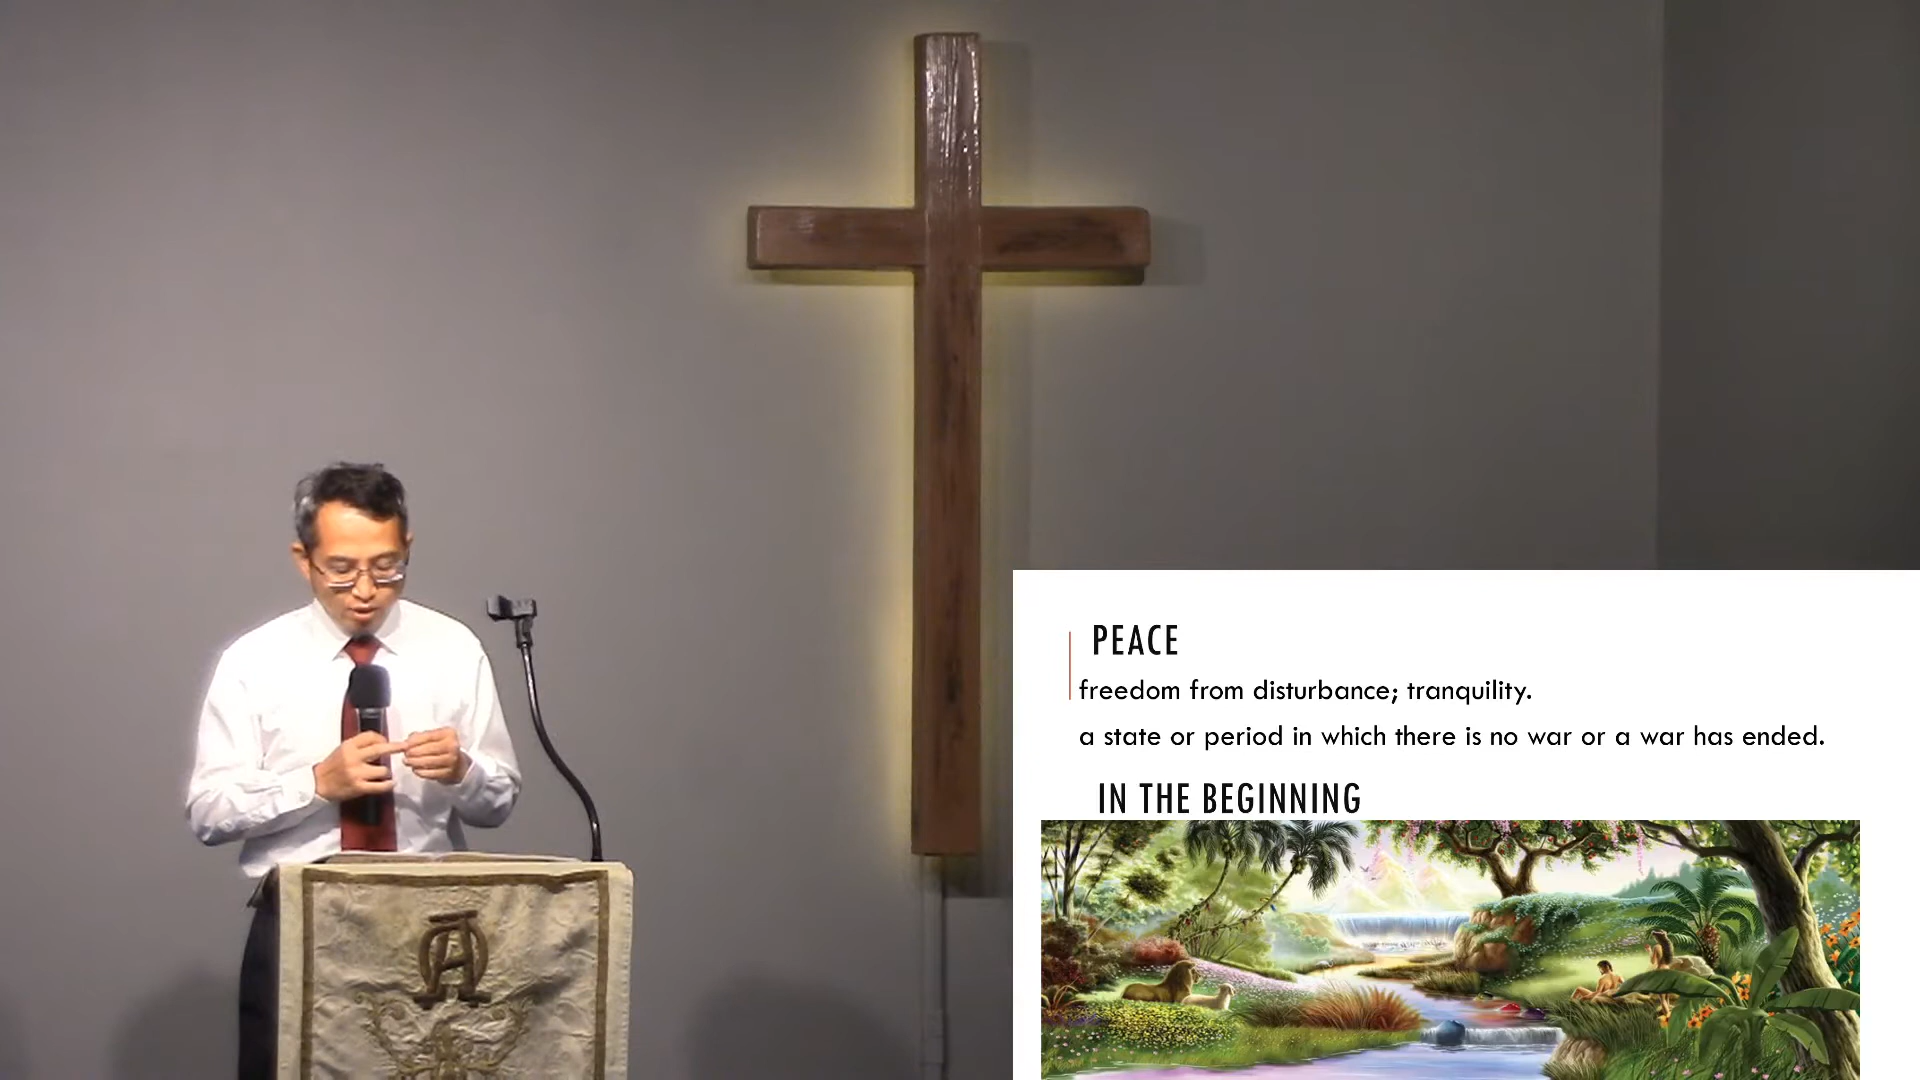 PEACE
freedom from disturbance; tranquility.
a state or period in which there is no war or a war has ended.
IN THE BEGINNING